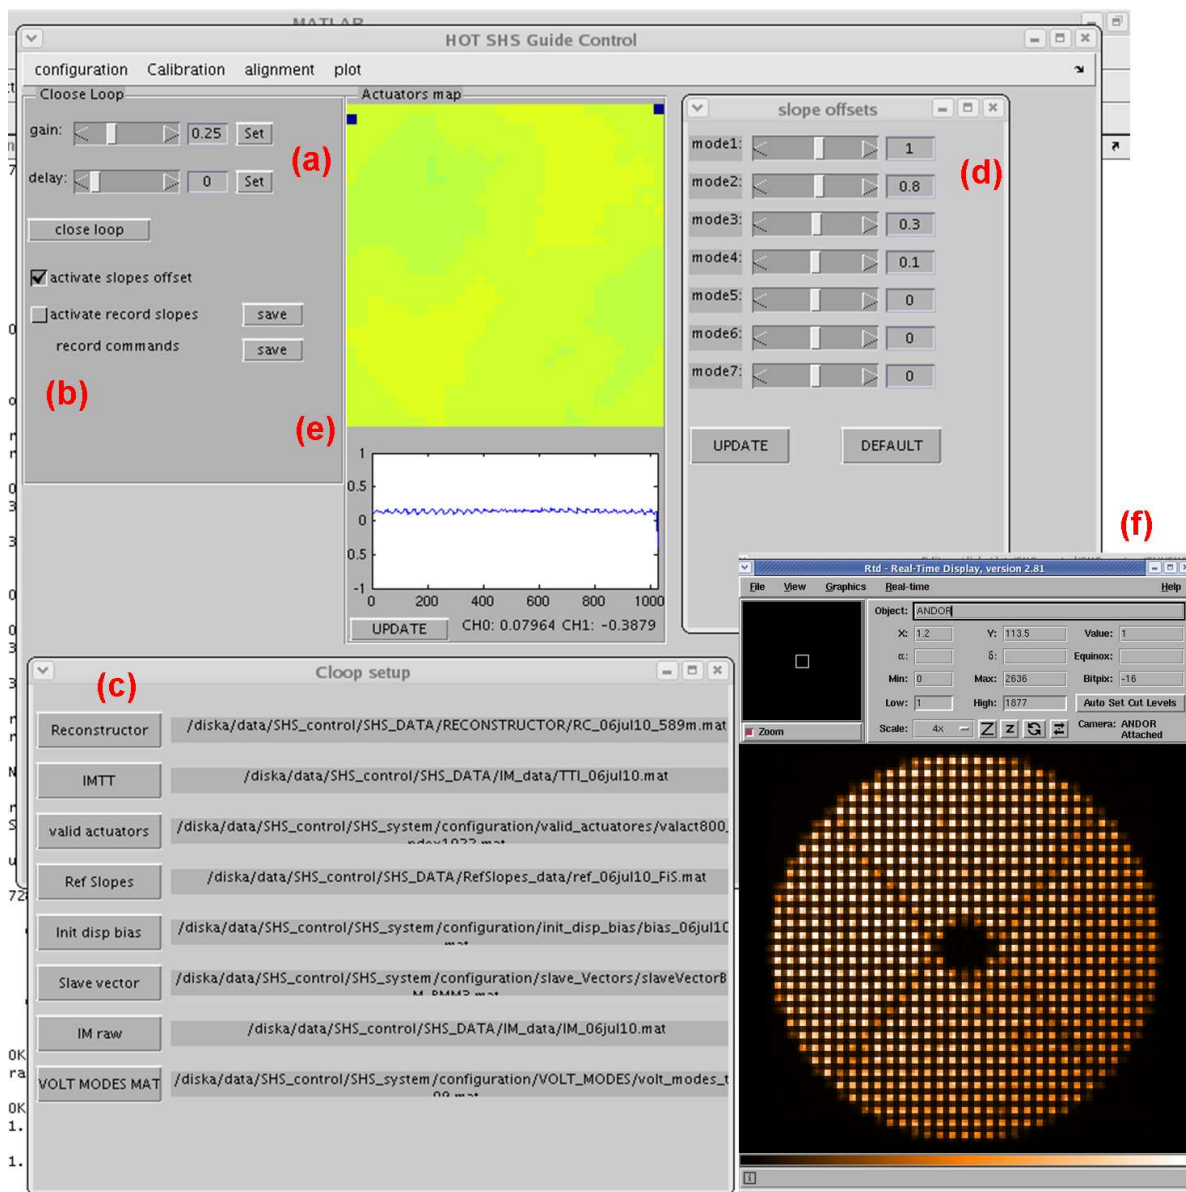 MATLAB
HOT SHS Guide Control
configuration Calibration alignment plot
Cloose Loop
gain: 0.25 Set
(a)
delay: 0 Set
close loop
activate slopes offset
activate record slopes save
record commands save
(b)
Actuators map
(e)
1
0.5
0
0.5
-1
0 200 400 600 800 1000
UPDATE CH0: 0.07964 CH1: -0.3879
slope offsets
mode1: 1
(d)
mode2: 0.8
mode3: 0.3
mode4: 0.1
mode5: 0
mode6: 0
mode7: 0
UPDATE DEFAULT
(f)
Cloop setup
(c)
Reconstructor /diska/data/SHS_control/SHS_DATA/RECONSTRUCTOR/RC_06jul10_589m.mat
IMTT /diska/data/SHS_control/SHS_DATA/IM_data/TTI_06jul10.mat
valid actuators /diska/data/SHS_control/SHS_system/configuration/valid_actuatores/valact800_
Ref Slopes /diska/data/SHS_control/SHS_DATA/RefSlopes_data/ref_06jul10_FiS.mat
Init disp bias /diska/data/SHS_control/SHS_system/configuration/init_disp_bias/bias_06jul10
Slave vector /diska/data/SHS_control/SHS_system/configuration/slave_Vectors/slaveVectorB
IM raw /diska/data/SHS_control/SHS_DATA/IM_data/IM_06jul10.mat
VOLT MODES MAT /diska/data/SHS_control/SHS_system/configuration/VOLT_MODES/volt_modes_t
Rtd - Real-Time Display, version 2.81
File View Graphics Real-time Help
Object: ANDOR
X: 1.2 Y: 113.5 Value: 1
α: δ: Equinox:
Min: 0 Max: 2636 Bitpix: -16
Low: 1 High: 1877 Auto Set Cut Levels
Zoom
Scale: 4x Z z Camera: ANDOR
Attached